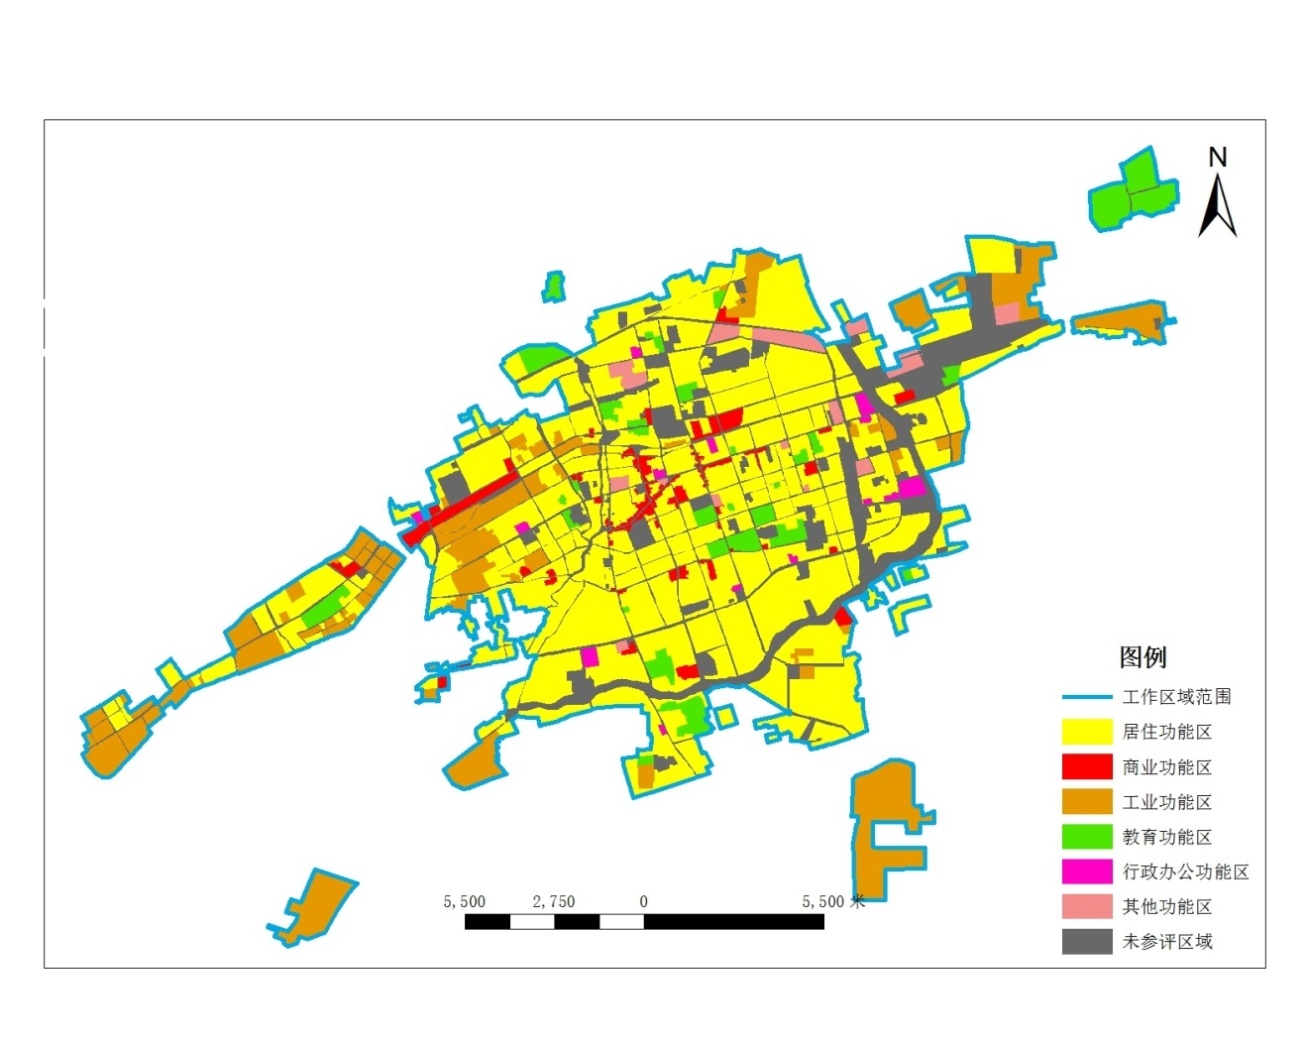 N
图例
工作区域范围
居住功能区
商业功能区
工业功能区
教育功能区
行政办公功能区
其他功能区
未参评区域
5,500 2,750 0 5,500 米